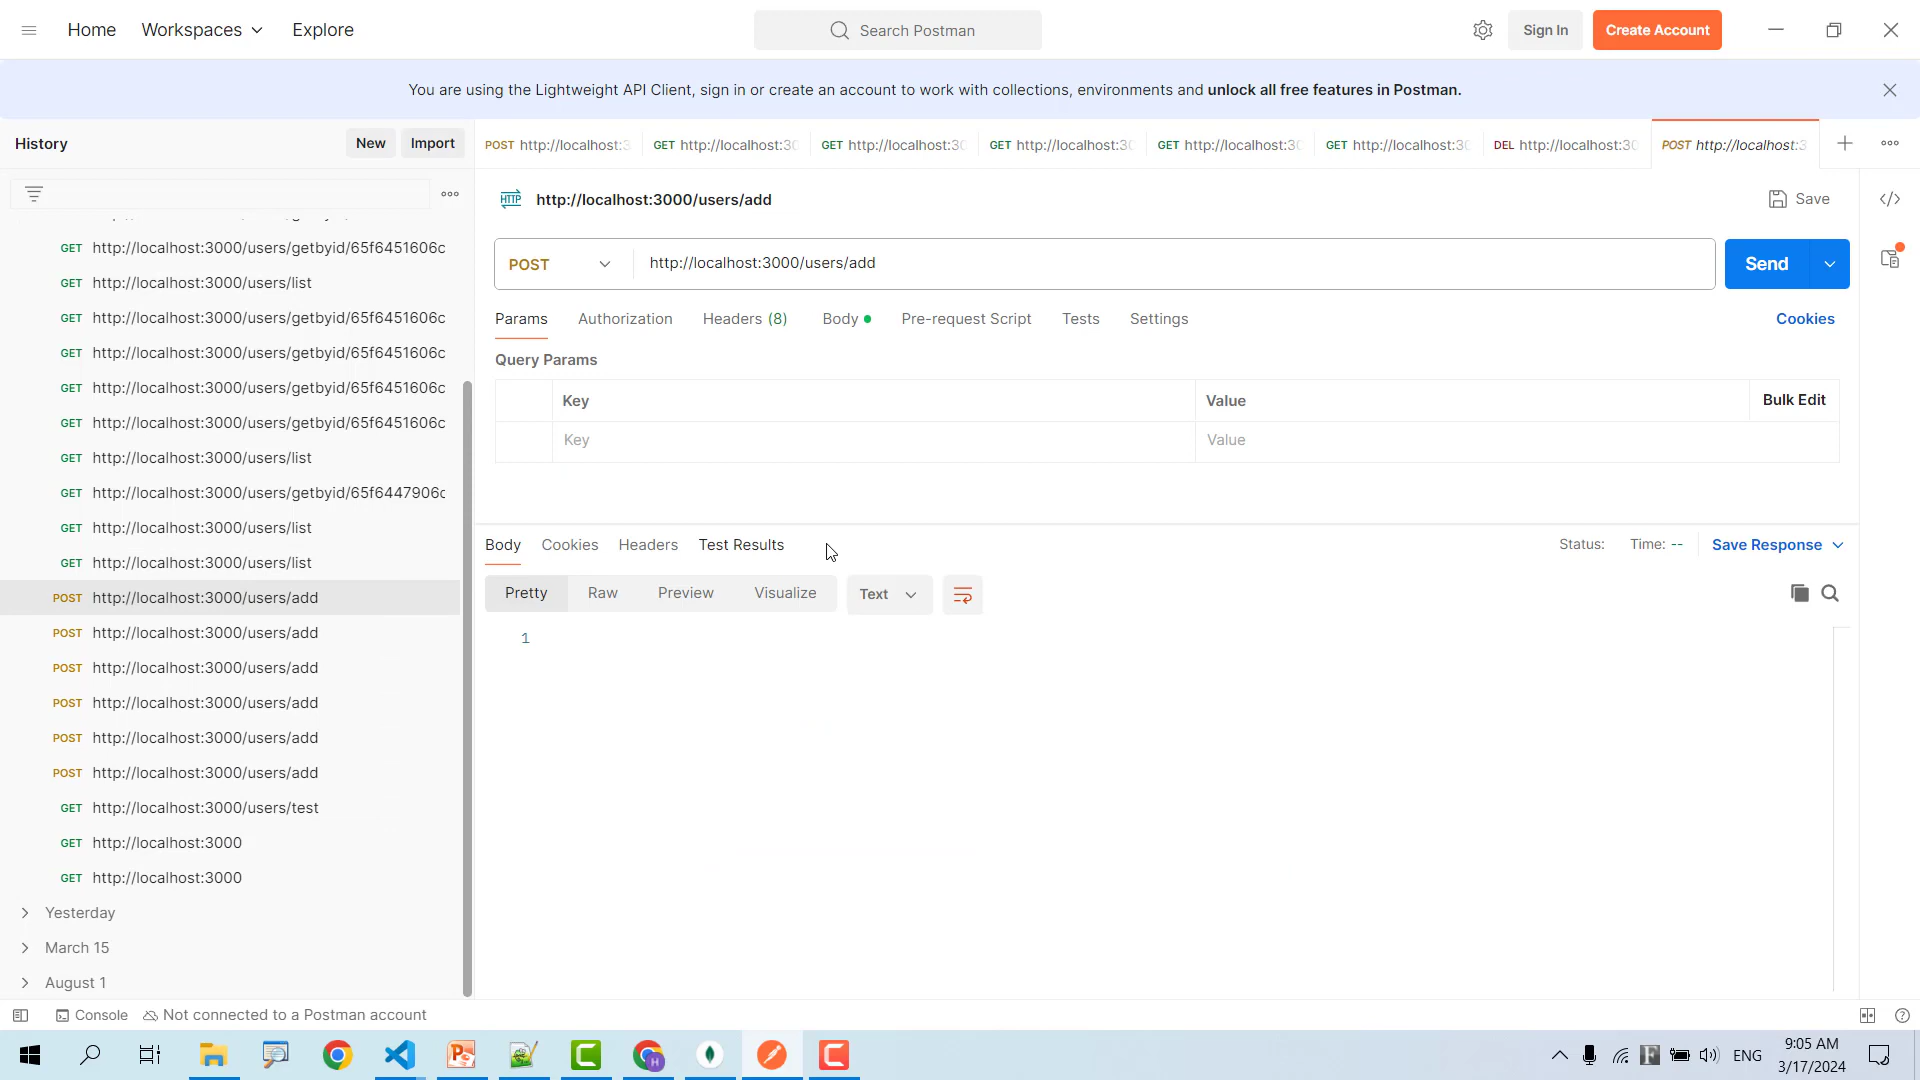 Home Workspaces Explore Search Postman Sign In Create Account
You are using the Lightweight API Client, sign in or create an account to work with collections, environments and unlock all free features in Postman.
History New Import
POST http://localhost:3 GET http://localhost:30 GET http://localhost:30 GET http://localhost:30 GET http://localhost:30 GET http://localhost:30 DEL http://localhost:30 POST http://localhost:3
HTTP http://localhost:3000/users/add Save
POST http://localhost:3000/users/add Send
Params Authorization Headers (8) Body Pre-request Script Tests Settings Cookies
Query Params
Key Value Bulk Edit
Key Value
Body Cookies Headers Test Results Status: Time: -- Save Response
Pretty Raw Preview Visualize Text
1
GET http://localhost:3000/users/getbyid/65f6451606c
GET http://localhost:3000/users/list
GET http://localhost:3000/users/getbyid/65f6451606c
GET http://localhost:3000/users/getbyid/65f6451606c
GET http://localhost:3000/users/getbyid/65f6451606c
GET http://localhost:3000/users/getbyid/65f6451606c
GET http://localhost:3000/users/list
GET http://localhost:3000/users/getbyid/65f6447906c
GET http://localhost:3000/users/list
GET http://localhost:3000/users/list
POST http://localhost:3000/users/add
POST http://localhost:3000/users/add
POST http://localhost:3000/users/add
POST http://localhost:3000/users/add
POST http://localhost:3000/users/add
POST http://localhost:3000/users/add
GET http://localhost:3000/users/test
GET http://localhost:3000
GET http://localhost:3000
Yesterday
March 15
August 1
Console Not connected to a Postman account
ENG 9:05 AM
3/17/2024